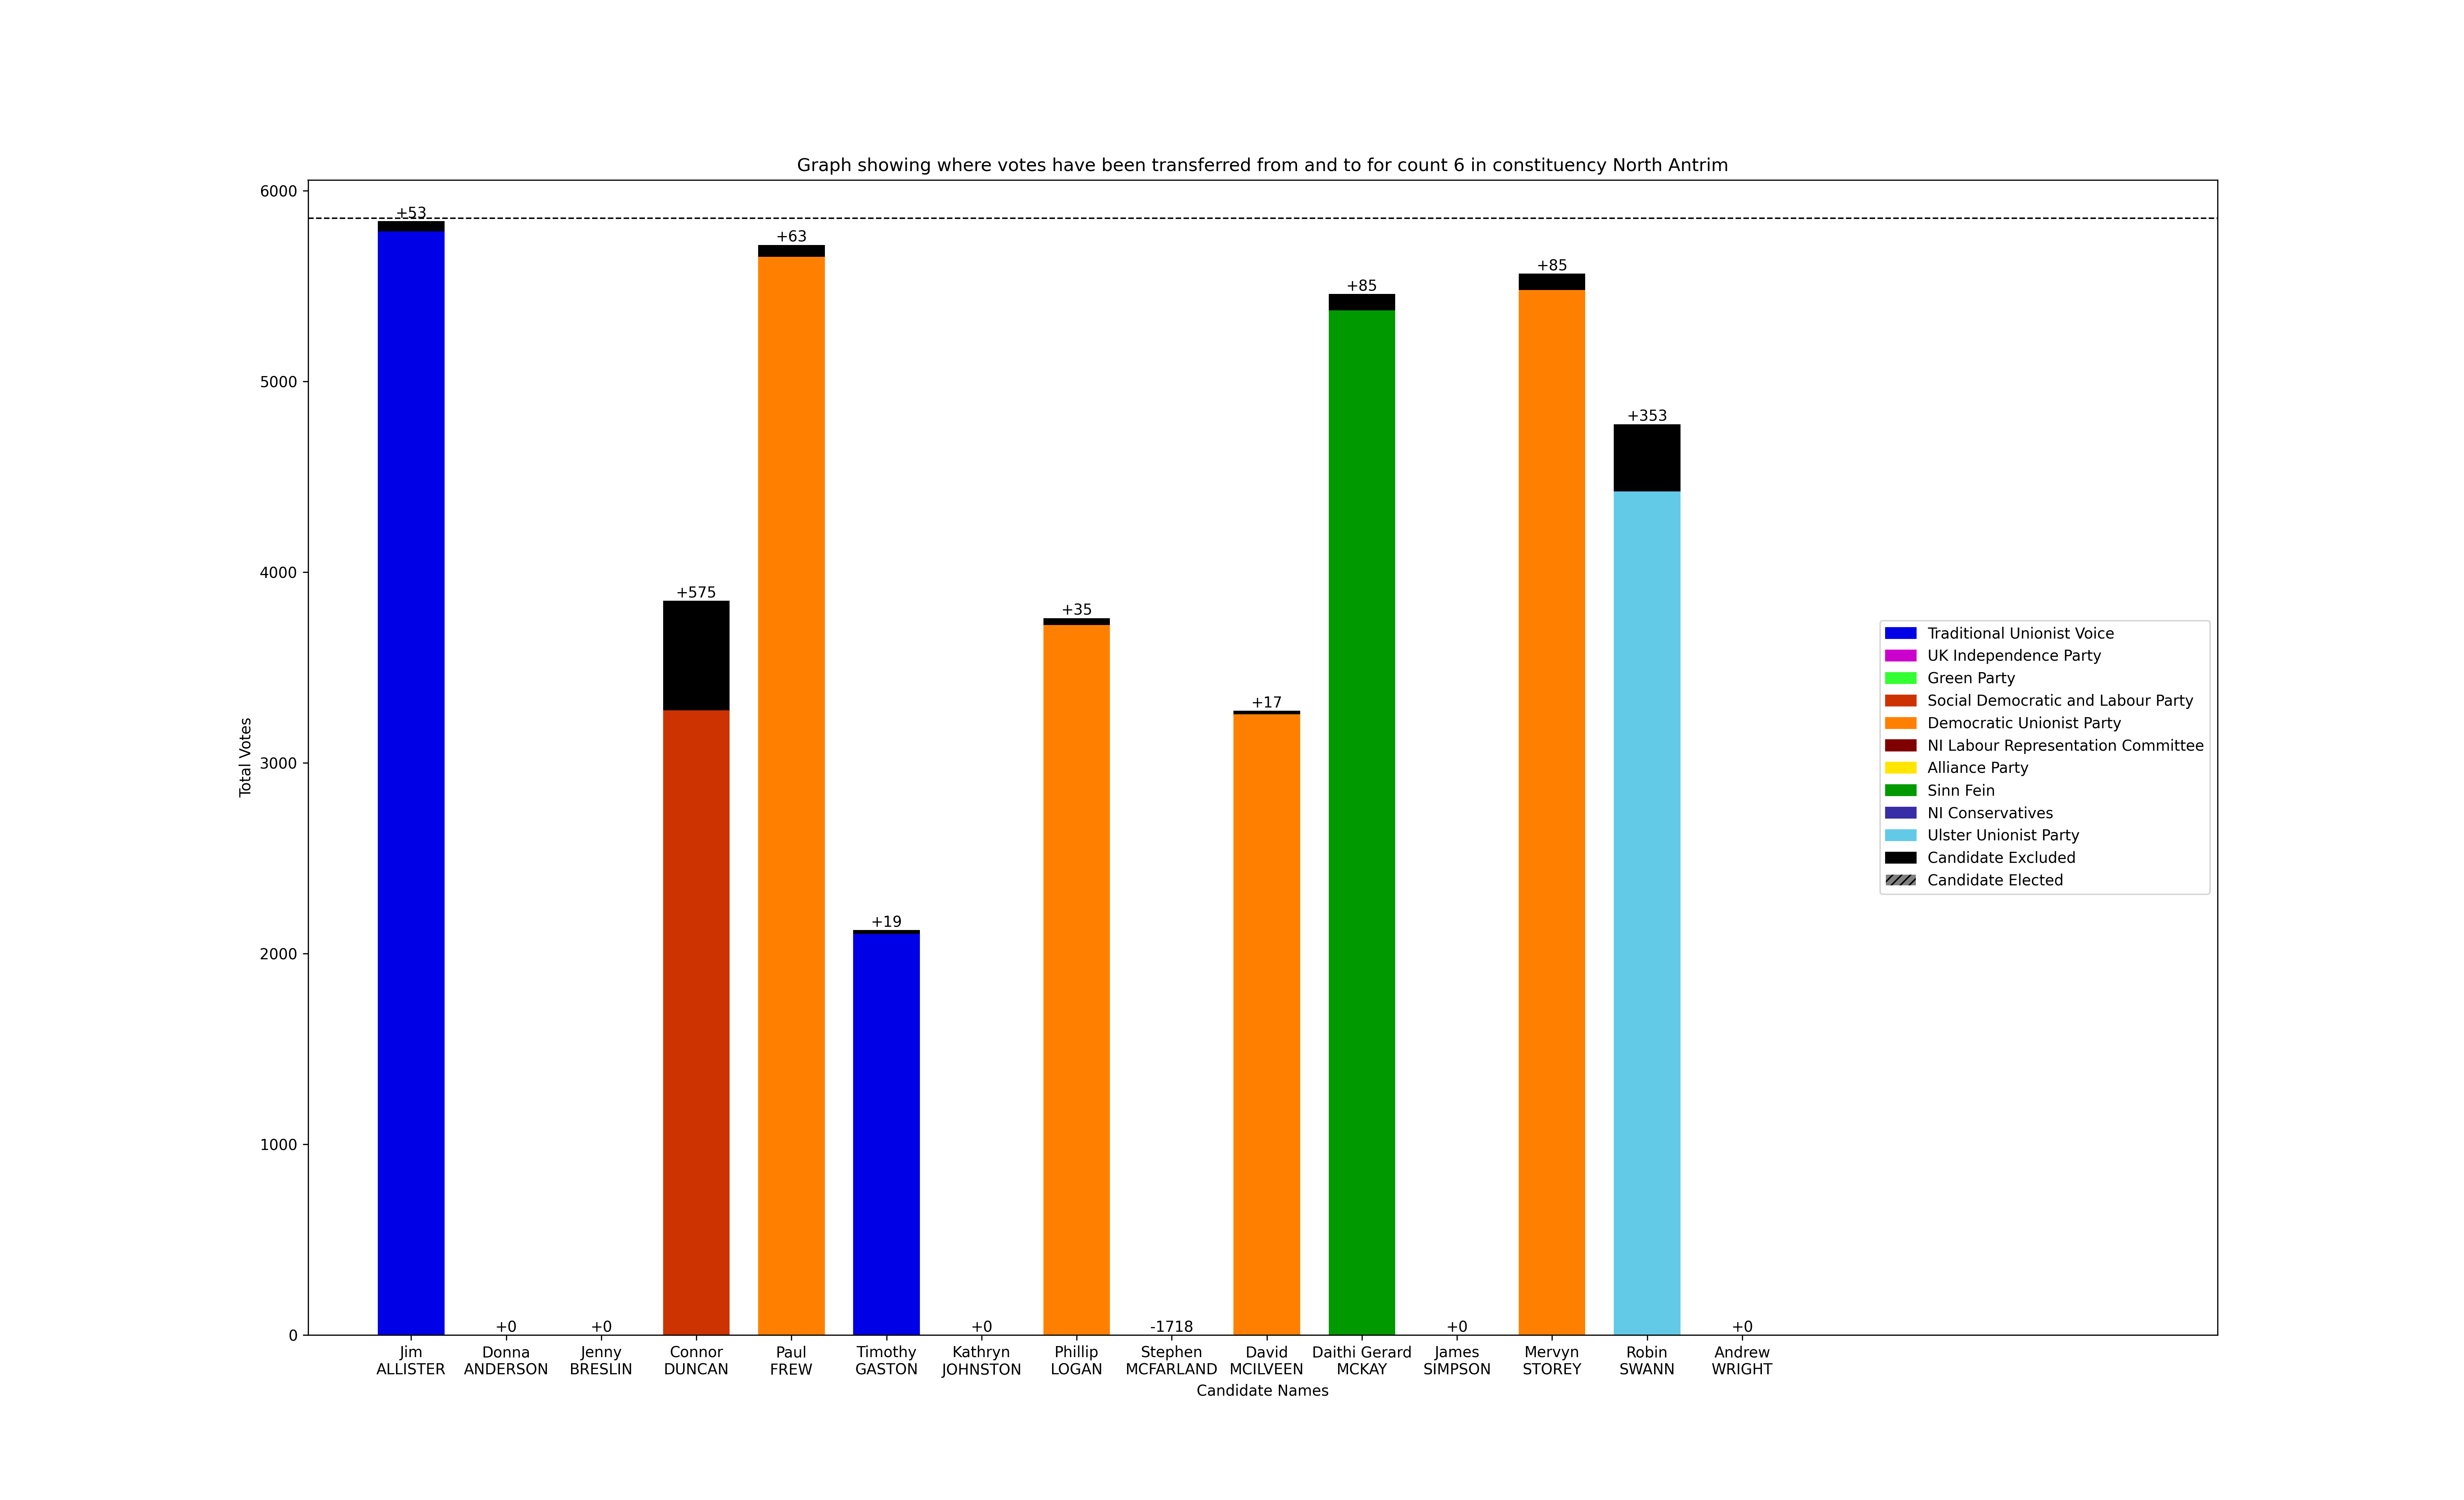 Graph showing where votes have been transferred from and to for count 6 in constituency North Antrim
6000
5000
4000
3000
2000
1000
0
Total Votes
+53
+0
+0
+575
+63
+19
+0
+35
-1718
+17
+85
+0
+85
+353
+0
Jim
ALLISTER
Donna
ANDERSON
Jenny
BRESLIN
Connor
DUNCAN
Paul
FREW
Timothy
GASTON
Kathryn
JOHNSTON
Phillip
LOGAN
Stephen
MCFARLAND
David
MCILVEEN
Daithi Gerard
MCKAY
James
SIMPSON
Mervyn
STOREY
Robin
SWANN
Andrew
WRIGHT
Candidate Names
Traditional Unionist Voice
UK Independence Party
Green Party
Social Democratic and Labour Party
Democratic Unionist Party
NI Labour Representation Committee
Alliance Party
Sinn Fein
NI Conservatives
Ulster Unionist Party
Candidate Excluded
Candidate Elected